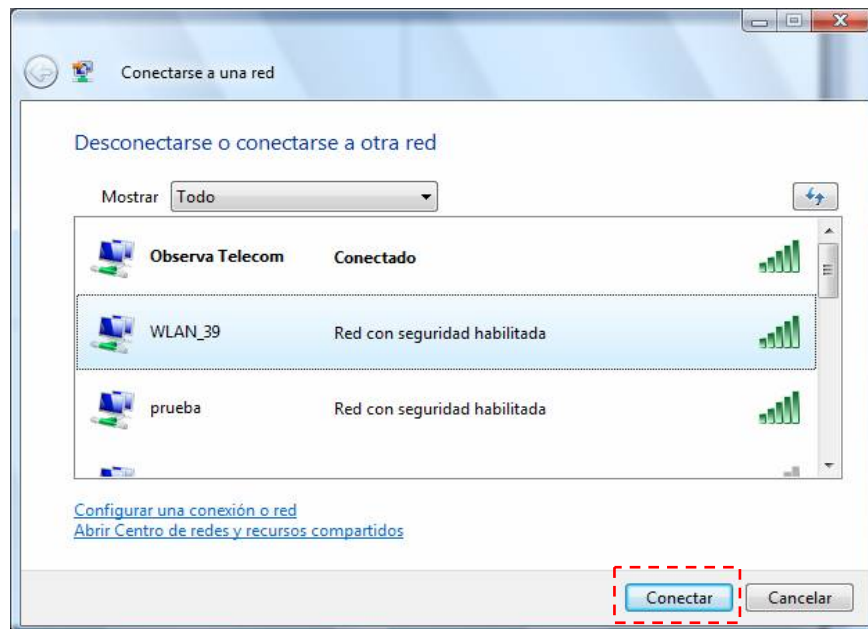 Conectarse a una red
Desconectarse o conectarse a otra red
Mostrar Todo
Observa Telecom Conectado
WLAN_39 Red con seguridad habilitada
prueba Red con seguridad habilitada
Configurar una conexión o red
Abrir Centro de redes y recursos compartidos
Conectar Cancelar